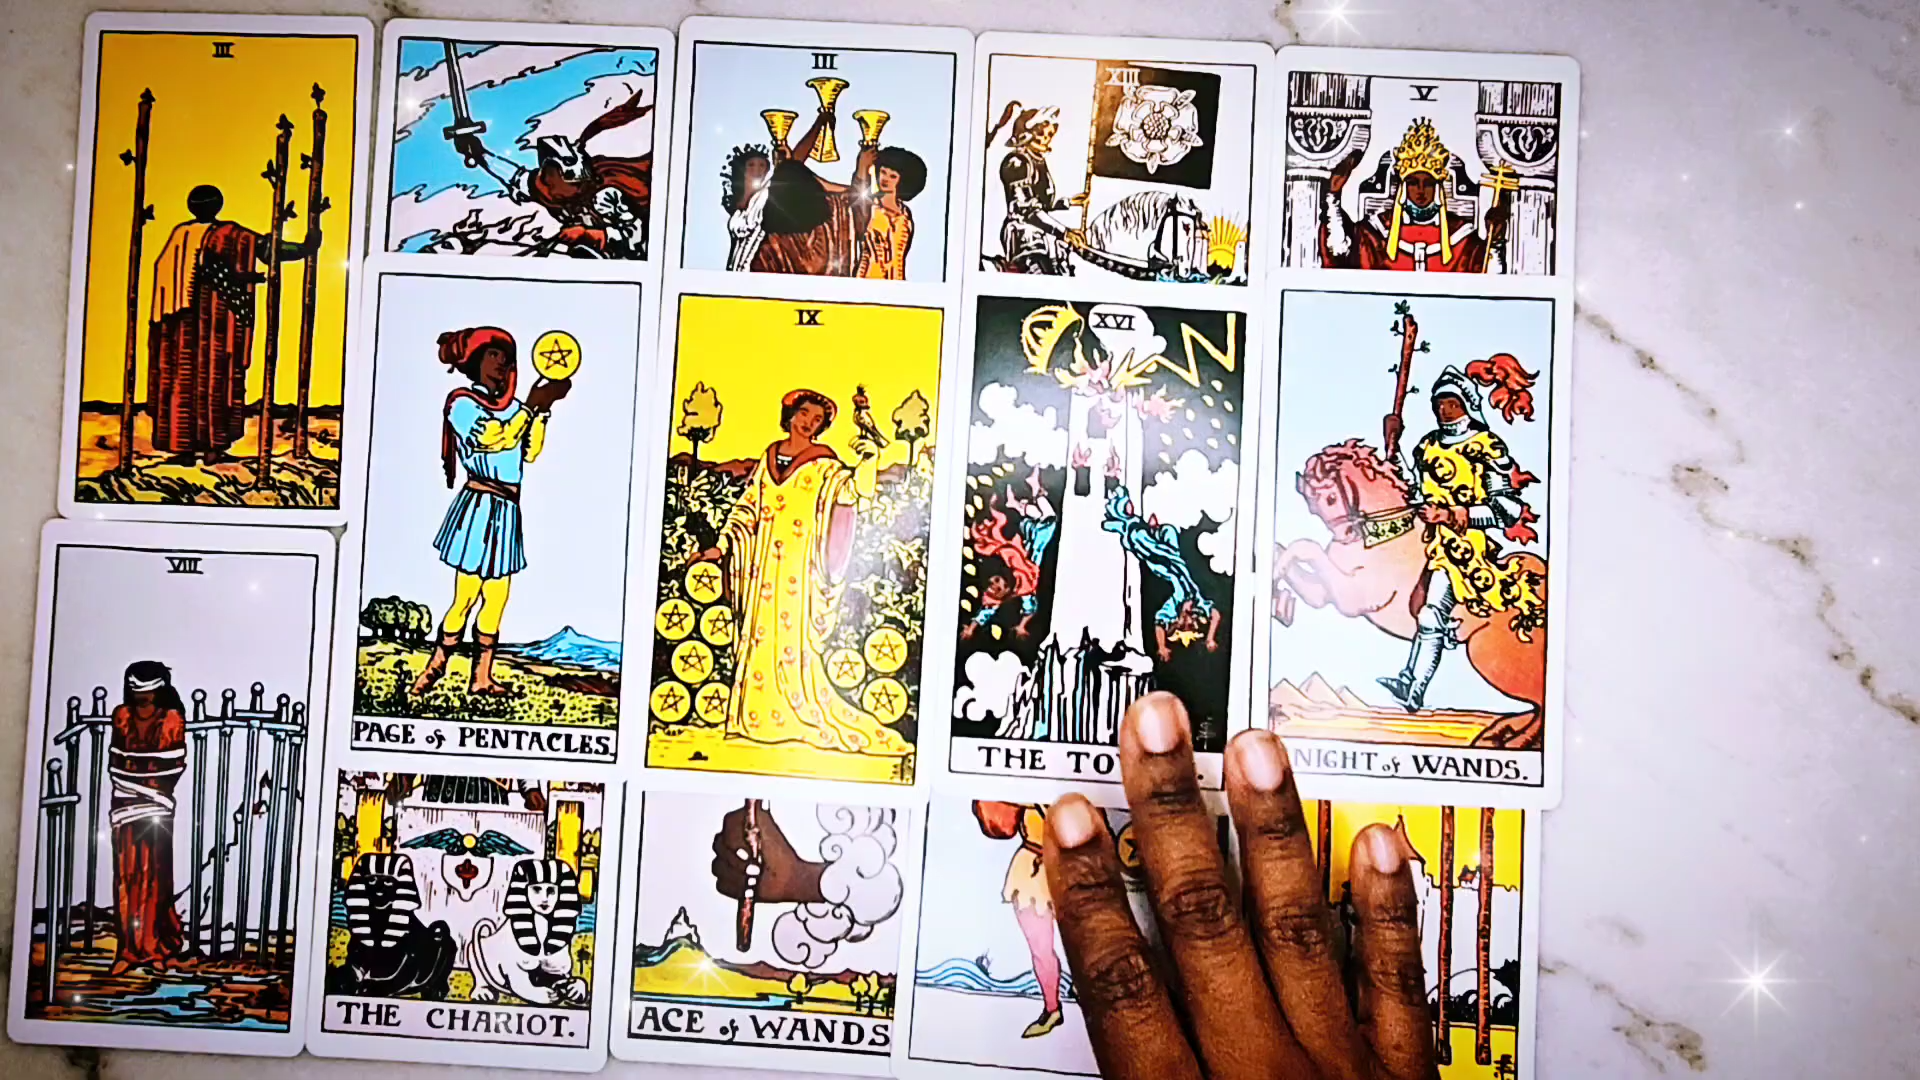 III
III
XIII
V
IX
XVI
VIII
PAGE of PENTACLES.
THE TO
NIGHT of WANDS.
THE CHARIOT.
ACE of WANDS